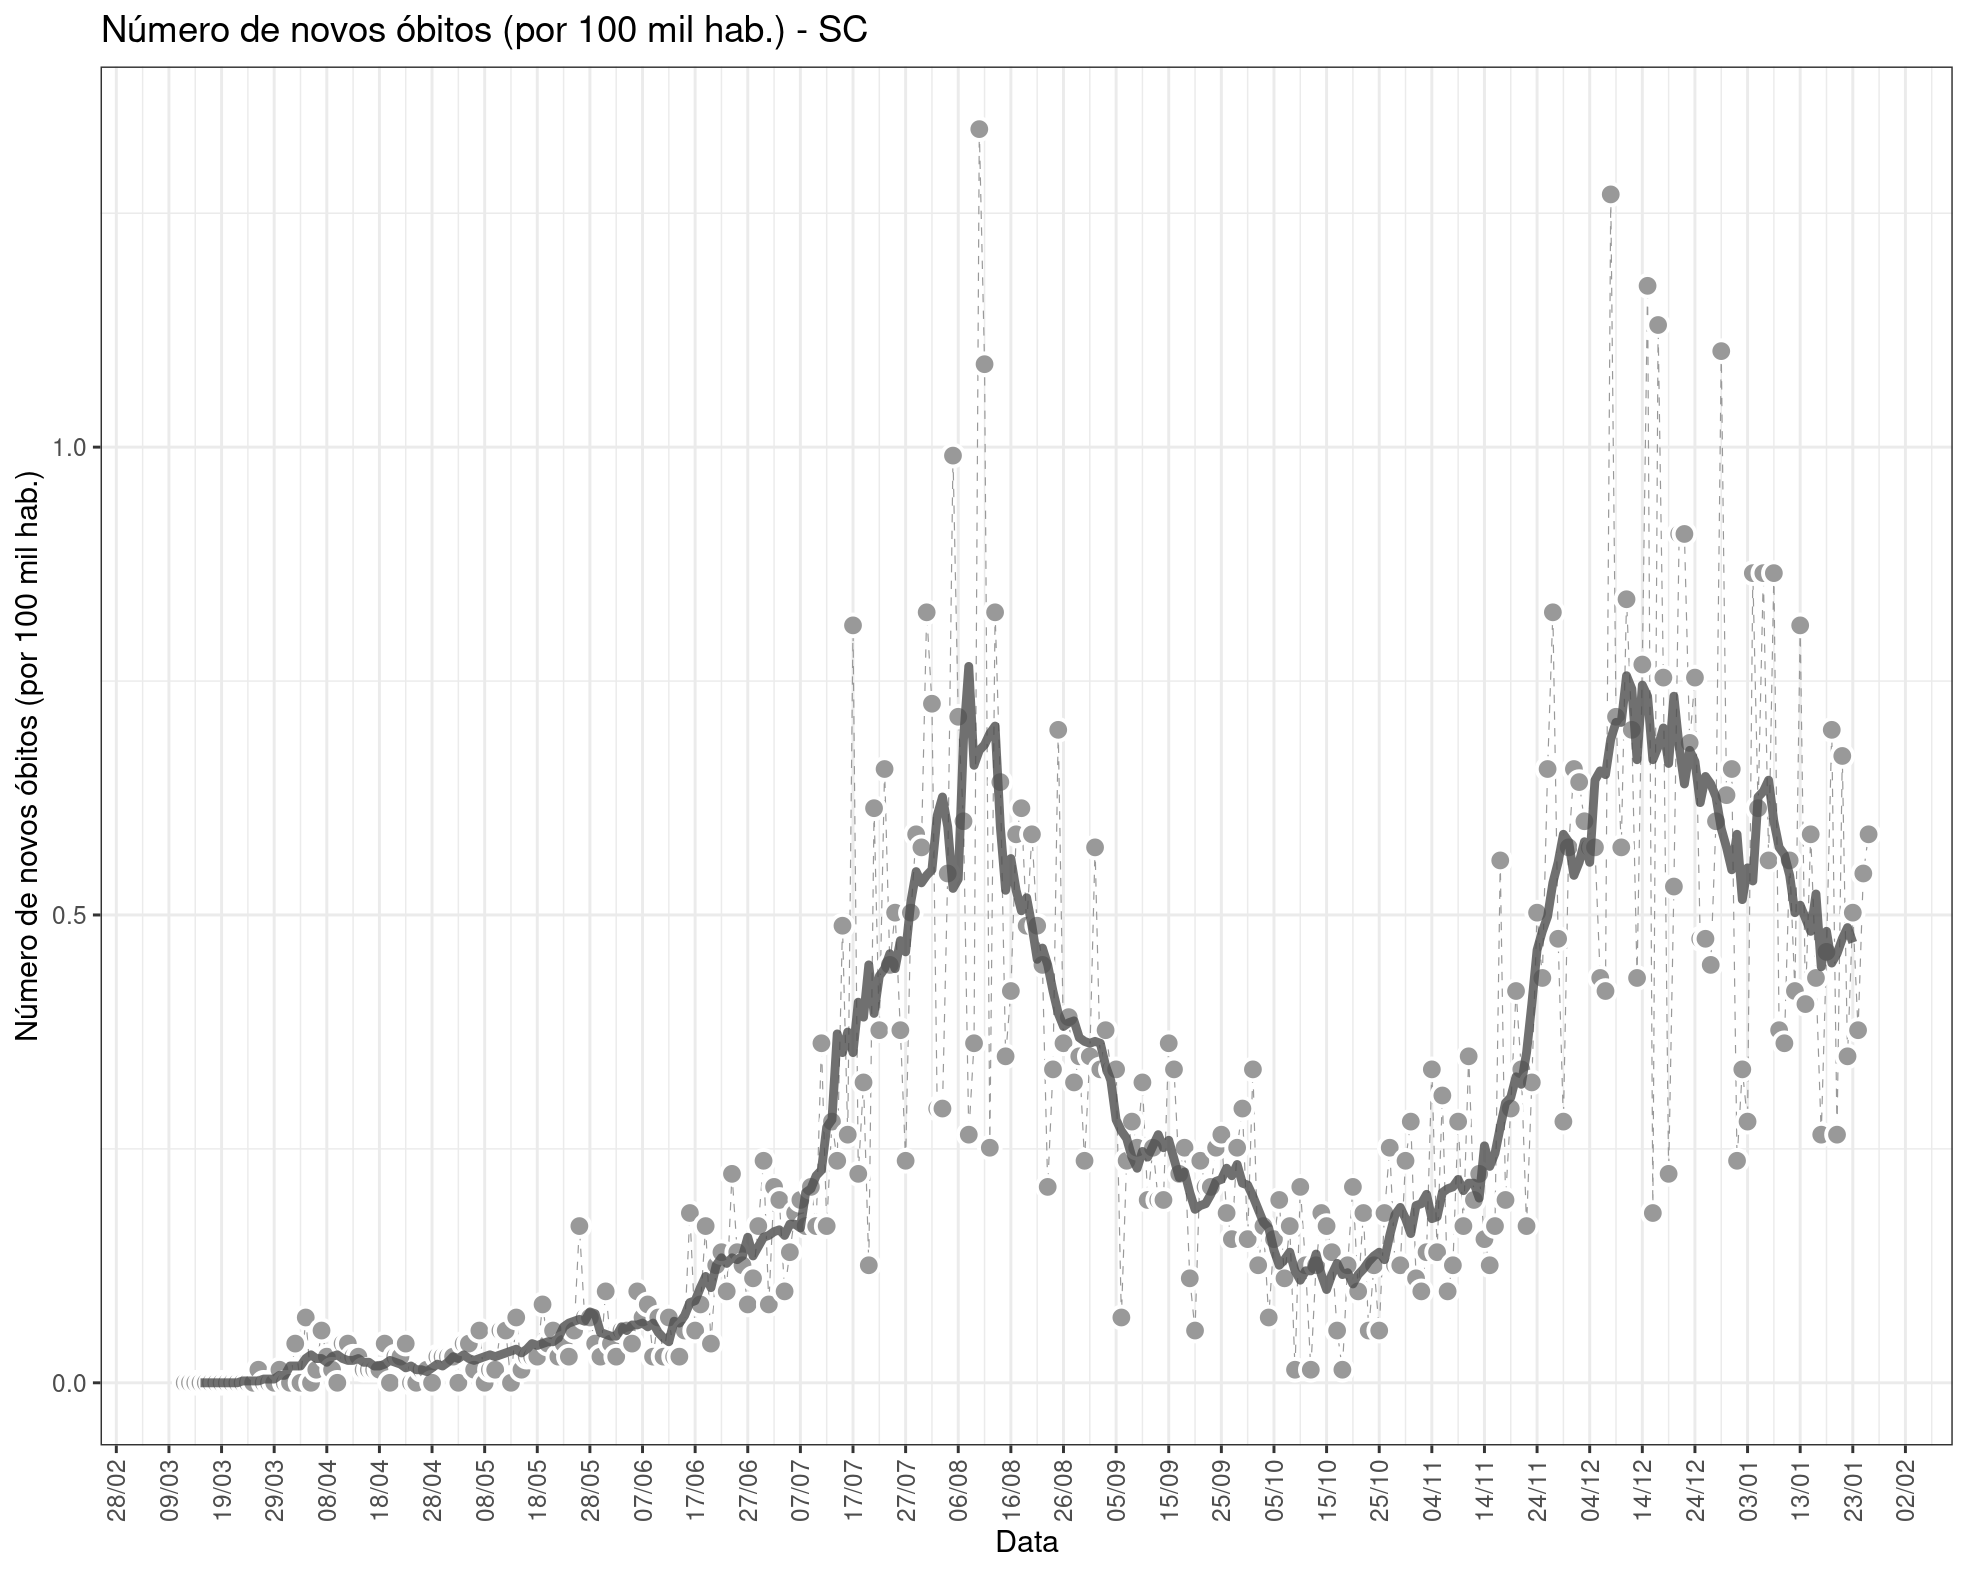 Número de novos óbitos (por 100 mil hab.) - SC
Número de novos óbitos (por 100 mil hab.)
1.0
0.5
0.0
28/02 09/03 19/03 29/03 08/04 18/04 28/04 08/05 18/05 28/05 07/06 17/06 27/06 07/07 17/07 27/07 06/08 16/08 26/08 05/09 15/09 25/09 05/10 15/10 25/10 04/11 14/11 24/11 04/12 14/12 24/12 03/01 13/01 23/01 02/02
Data